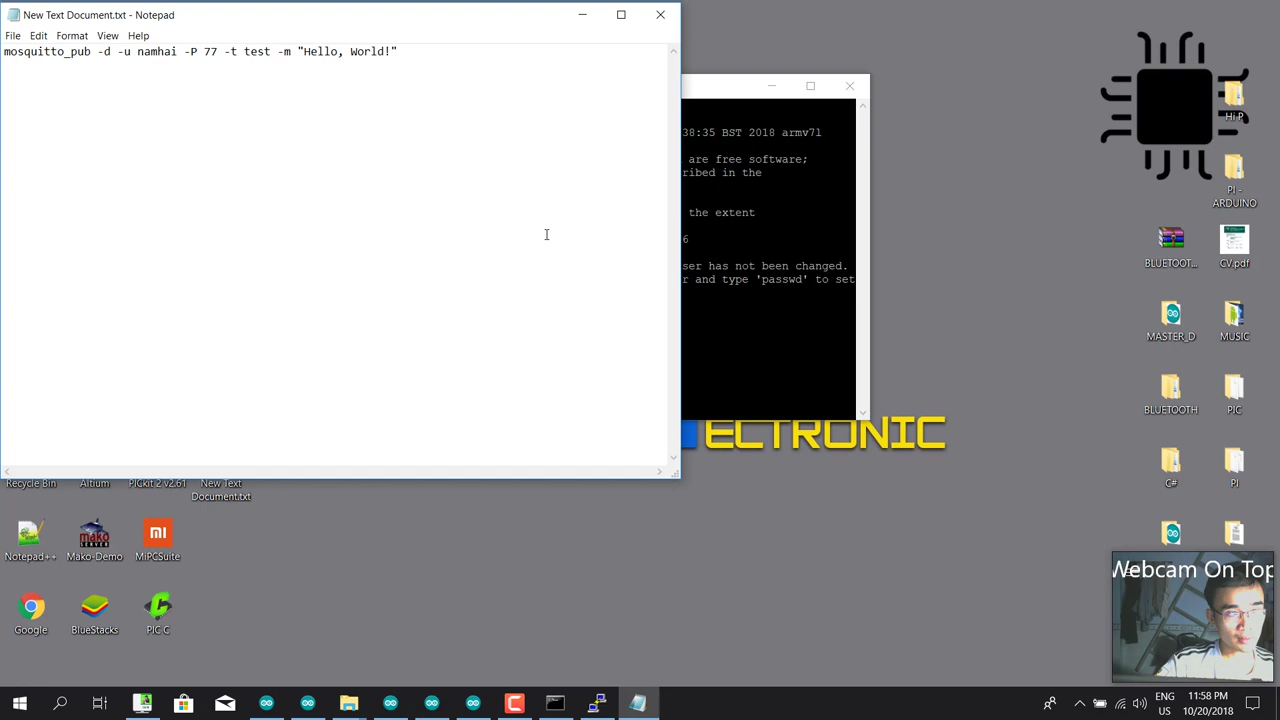 New Text Document.txt - Notepad
File Edit Format View Help
mosquitto_pub -d -u namhai -P 77 -t test -m "Hello, World!"
38:35 BST 2018 armv7l
are free software;
ribed in the
the extent
6
ser has not been changed.
r and type 'passwd' to set
ECTRONIC
Hi P
PI -
ARDUINO
BLUETOOT...
CV.pdf
MASTER_D
MUSIC
BLUETOOTH
PIC
C#
PI
Recycle Bin
Altium
PICkit 2 v2.61
New Text
Document.txt
Notepad++
Mako-Demo
MiPCSuite
Google
BlueStacks
PIC C
Webcam On Top
ENG
US
11:58 PM
10/20/2018